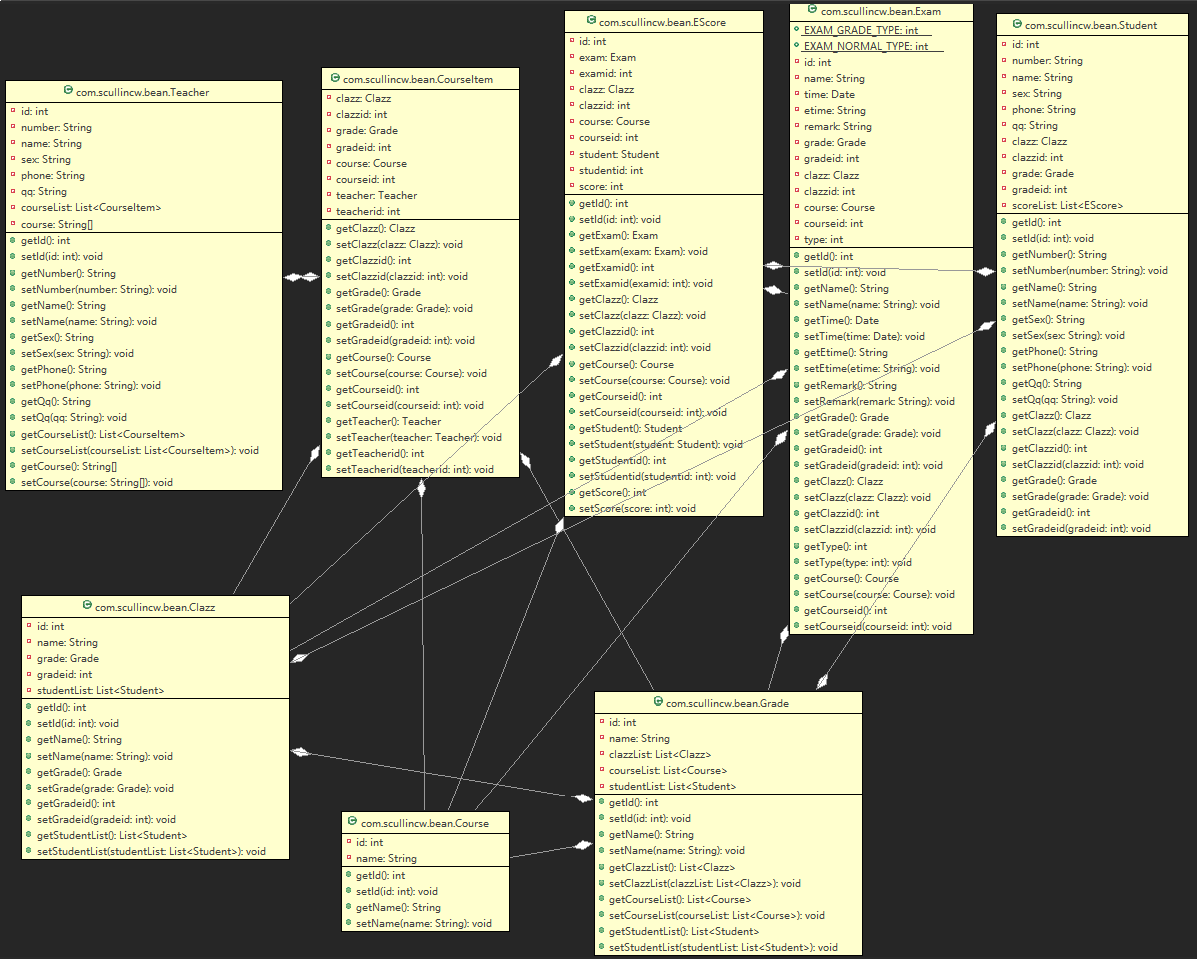 com.scullincw.bean.Teacher
id: int
number: String
name: String
sex: String
phone: String
qq: String
courseList: List<CourseItem>
course: String[]
getId(): int
setId(id: int): void
getNumber(): String
setNumber(number: String): void
getName(): String
setName(name: String): void
getSex(): String
setSex(sex: String): void
getPhone(): String
setPhone(phone: String): void
getQq(): String
setQq(qq: String): void
getCourseList(): List<CourseItem>
setCourseList(courseList: List<CourseItem>): void
getCourse(): String[]
setCourse(course: String[]): void
com.scullincw.bean.CourseItem
clazz: Clazz
clazzid: int
grade: Grade
gradeid: int
course: Course
courseid: int
teacher: Teacher
teacherid: int
getClazz(): Clazz
setClazz(clazz: Clazz): void
getClazzid(): int
setClazzid(clazzid: int): void
getGrade(): Grade
setGrade(grade: Grade): void
getGradeid(): int
setGradeid(gradeid: int): void
getCourse(): Course
setCourse(course: Course): void
getCourseid(): int
setCourseid(courseid: int): void
getTeacher(): Teacher
setTeacher(teacher: Teacher): void
getTeacherid(): int
setTeacherid(teacherid: int): void
com.scullincw.bean.EScore
id: int
exam: Exam
examid: int
clazz: Clazz
clazzid: int
course: Course
courseid: int
student: Student
studentid: int
score: int
getId(): int
setId(id: int): void
getExam(): Exam
setExam(exam: Exam): void
getExamid(): int
setExamid(examid: int): void
getClazz(): Clazz
setClazz(clazz: Clazz): void
getClazzid(): int
setClazzid(clazzid: int): void
getCourse(): Course
setCourse(course: Course): void
getCourseid(): int
setCourseid(courseid: int): void
getStudent(): Student
setStudent(student: Student): void
getStudentid(): int
setStudentid(studentid: int): void
getScore(): int
setScore(score: int): void
com.scullincw.bean.Exam
EXAM_GRADE_TYPE: int
EXAM_NORMAL_TYPE: int
id: int
name: String
time: Date
etime: String
remark: String
grade: Grade
gradeid: int
clazz: Clazz
clazzid: int
course: Course
courseid: int
type: int
getId(): int
setId(id: int): void
getName(): String
setName(name: String): void
getTime(): Date
setTime(time: Date): void
getEtime(): String
setEtime(etime: String): void
getRemark(): String
setRemark(remark: String): void
getGrade(): Grade
setGrade(grade: Grade): void
getGradeid(): int
setGradeid(gradeid: int): void
getClazz(): Clazz
setClazz(clazz: Clazz): void
getClazzid(): int
setClazzid(clazzid: int): void
getType(): int
setType(type: int): void
getCourse(): Course
setCourse(course: Course): void
getCourseid(): int
setCourseid(courseid: int): void
com.scullincw.bean.Student
id: int
number: String
name: String
sex: String
phone: String
qq: String
clazz: Clazz
clazzid: int
grade: Grade
gradeid: int
scoreList: List<EScore>
getId(): int
setId(id: int): void
getNumber(): String
setNumber(number: String): void
getName(): String
setName(name: String): void
getSex(): String
setSex(sex: String): void
getPhone(): String
setPhone(phone: String): void
getQq(): String
setQq(qq: String): void
getClazz(): Clazz
setClazz(clazz: Clazz): void
getClazzid(): int
setClazzid(clazzid: int): void
getGrade(): Grade
setGrade(grade: Grade): void
getGradeid(): int
setGradeid(gradeid: int): void
com.scullincw.bean.Clazz
id: int
name: String
grade: Grade
gradeid: int
studentList: List<Student>
getId(): int
setId(id: int): void
getName(): String
setName(name: String): void
getGrade(): Grade
setGrade(grade: Grade): void
getGradeid(): int
setGradeid(gradeid: int): void
getStudentList(): List<Student>
setStudentList(studentList: List<Student>): void
com.scullincw.bean.Course
id: int
name: String
getId(): int
setId(id: int): void
getName(): String
setName(name: String): void
com.scullincw.bean.Grade
id: int
name: String
clazzList: List<Clazz>
courseList: List<Course>
studentList: List<Student>
getId(): int
setId(id: int): void
getName(): String
setName(name: String): void
getClazzList(): List<Clazz>
setClazzList(clazzList: List<Clazz>): void
getCourseList(): List<Course>
setCourseList(courseList: List<Course>): void
getStudentList(): List<Student>
setStudentList(studentList: List<Student>): void